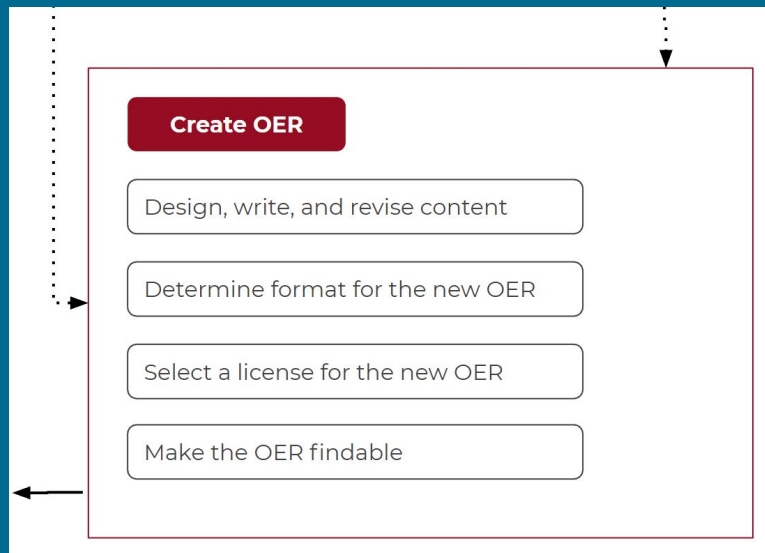 Create OER
Design, write, and revise content
Determine format for the new OER
Select a license for the new OER
Make the OER findable